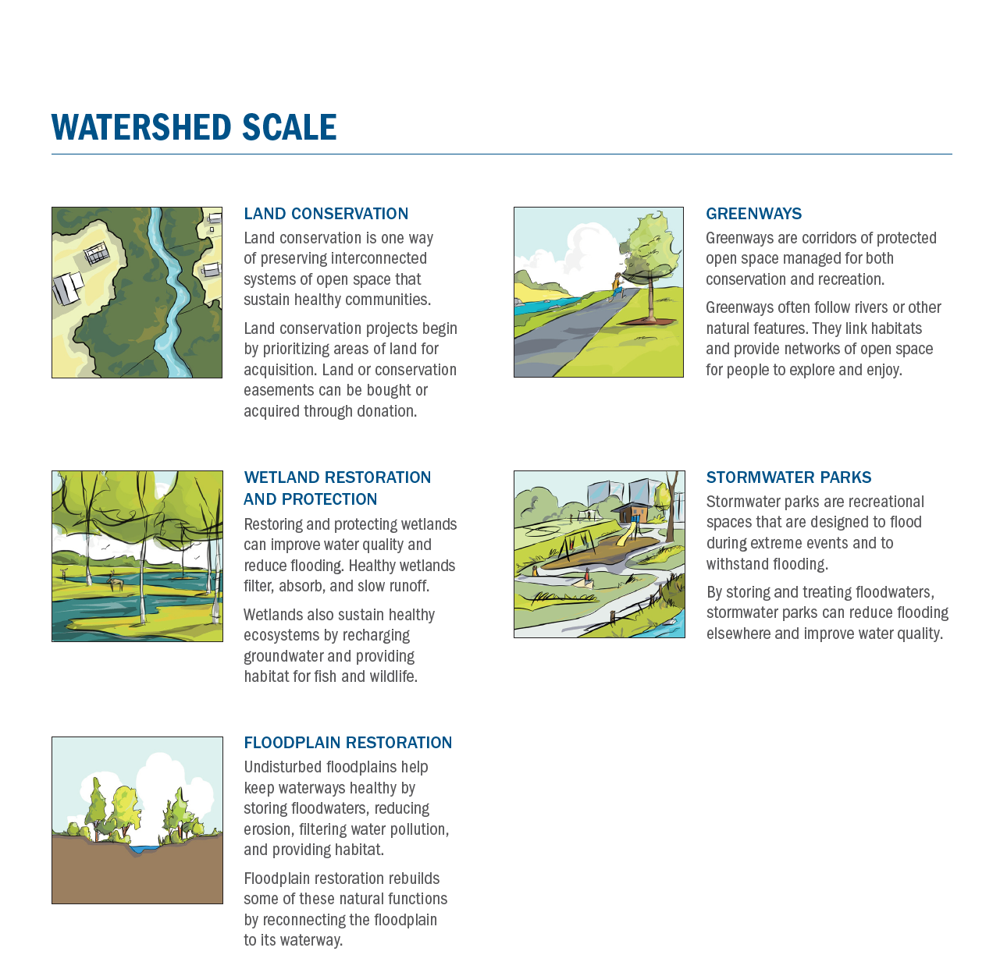 WATERSHED SCALE
LAND CONSERVATION
Land conservation is one way
of preserving interconnected
systems of open space that
sustain healthy communities.
Land conservation projects begin
by prioritizing areas of land for
acquisition. Land or conservation
easements can be bought or
acquired through donation.
GREENWAYS
Greenways are corridors of protected
open space managed for both
conservation and recreation.
Greenways often follow rivers or other
natural features. They link habitats
and provide networks of open space
for people to explore and enjoy.
WETLAND RESTORATION
AND PROTECTION
Restoring and protecting wetlands
can improve water quality and
reduce flooding. Healthy wetlands
filter, absorb, and slow runoff.
Wetlands also sustain healthy
ecosystems by recharging
groundwater and providing
habitat for fish and wildlife.
STORMWATER PARKS
Stormwater parks are recreational
spaces that are designed to flood
during extreme events and to
withstand flooding.
By storing and treating floodwaters,
stormwater parks can reduce flooding
elsewhere and improve water quality.
FLOODPLAIN RESTORATION
Undisturbed floodplains help
keep waterways healthy by
storing floodwaters, reducing
erosion, filtering water pollution,
and providing habitat.
Floodplain restoration rebuilds
some of these natural functions
by reconnecting the floodplain
to its waterway.